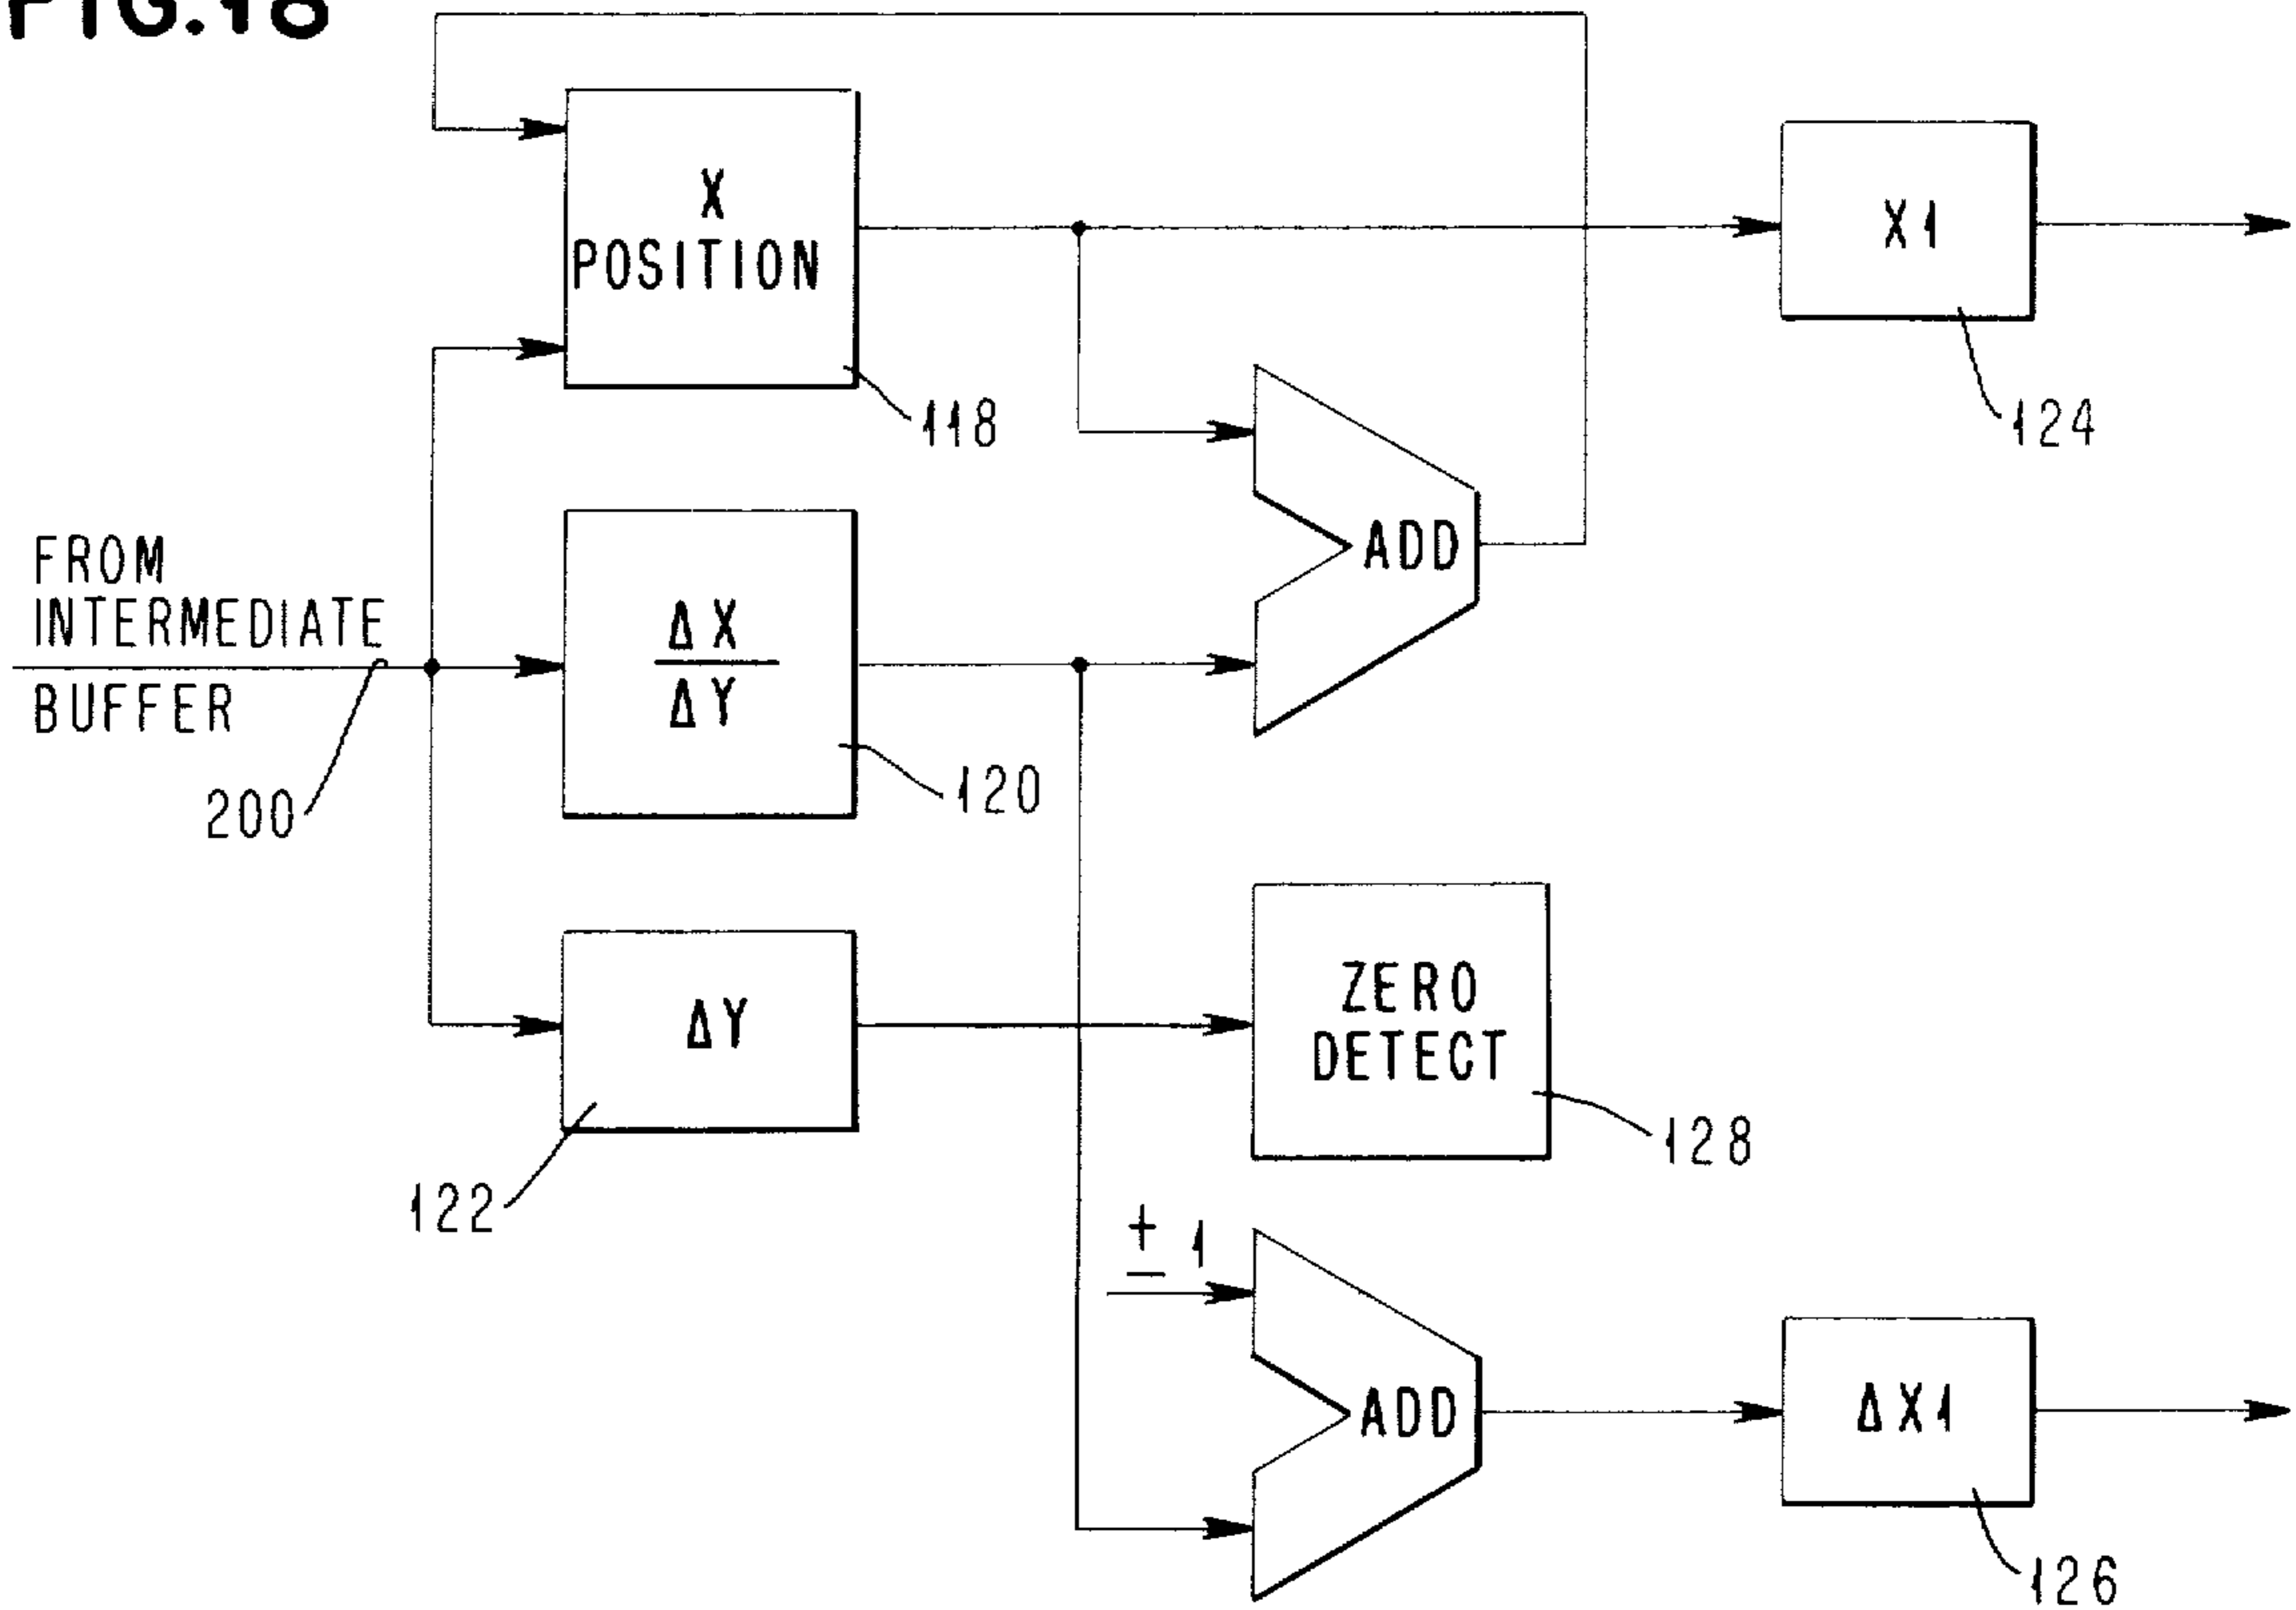 FIG.18
X
POSITION
118
X1
124
ADD
FROM
INTERMEDIATE
BUFFER
200
ΔX
ΔY
120
ΔY
122
ZERO
DETECT
128
± 1
ADD
ΔX1
126